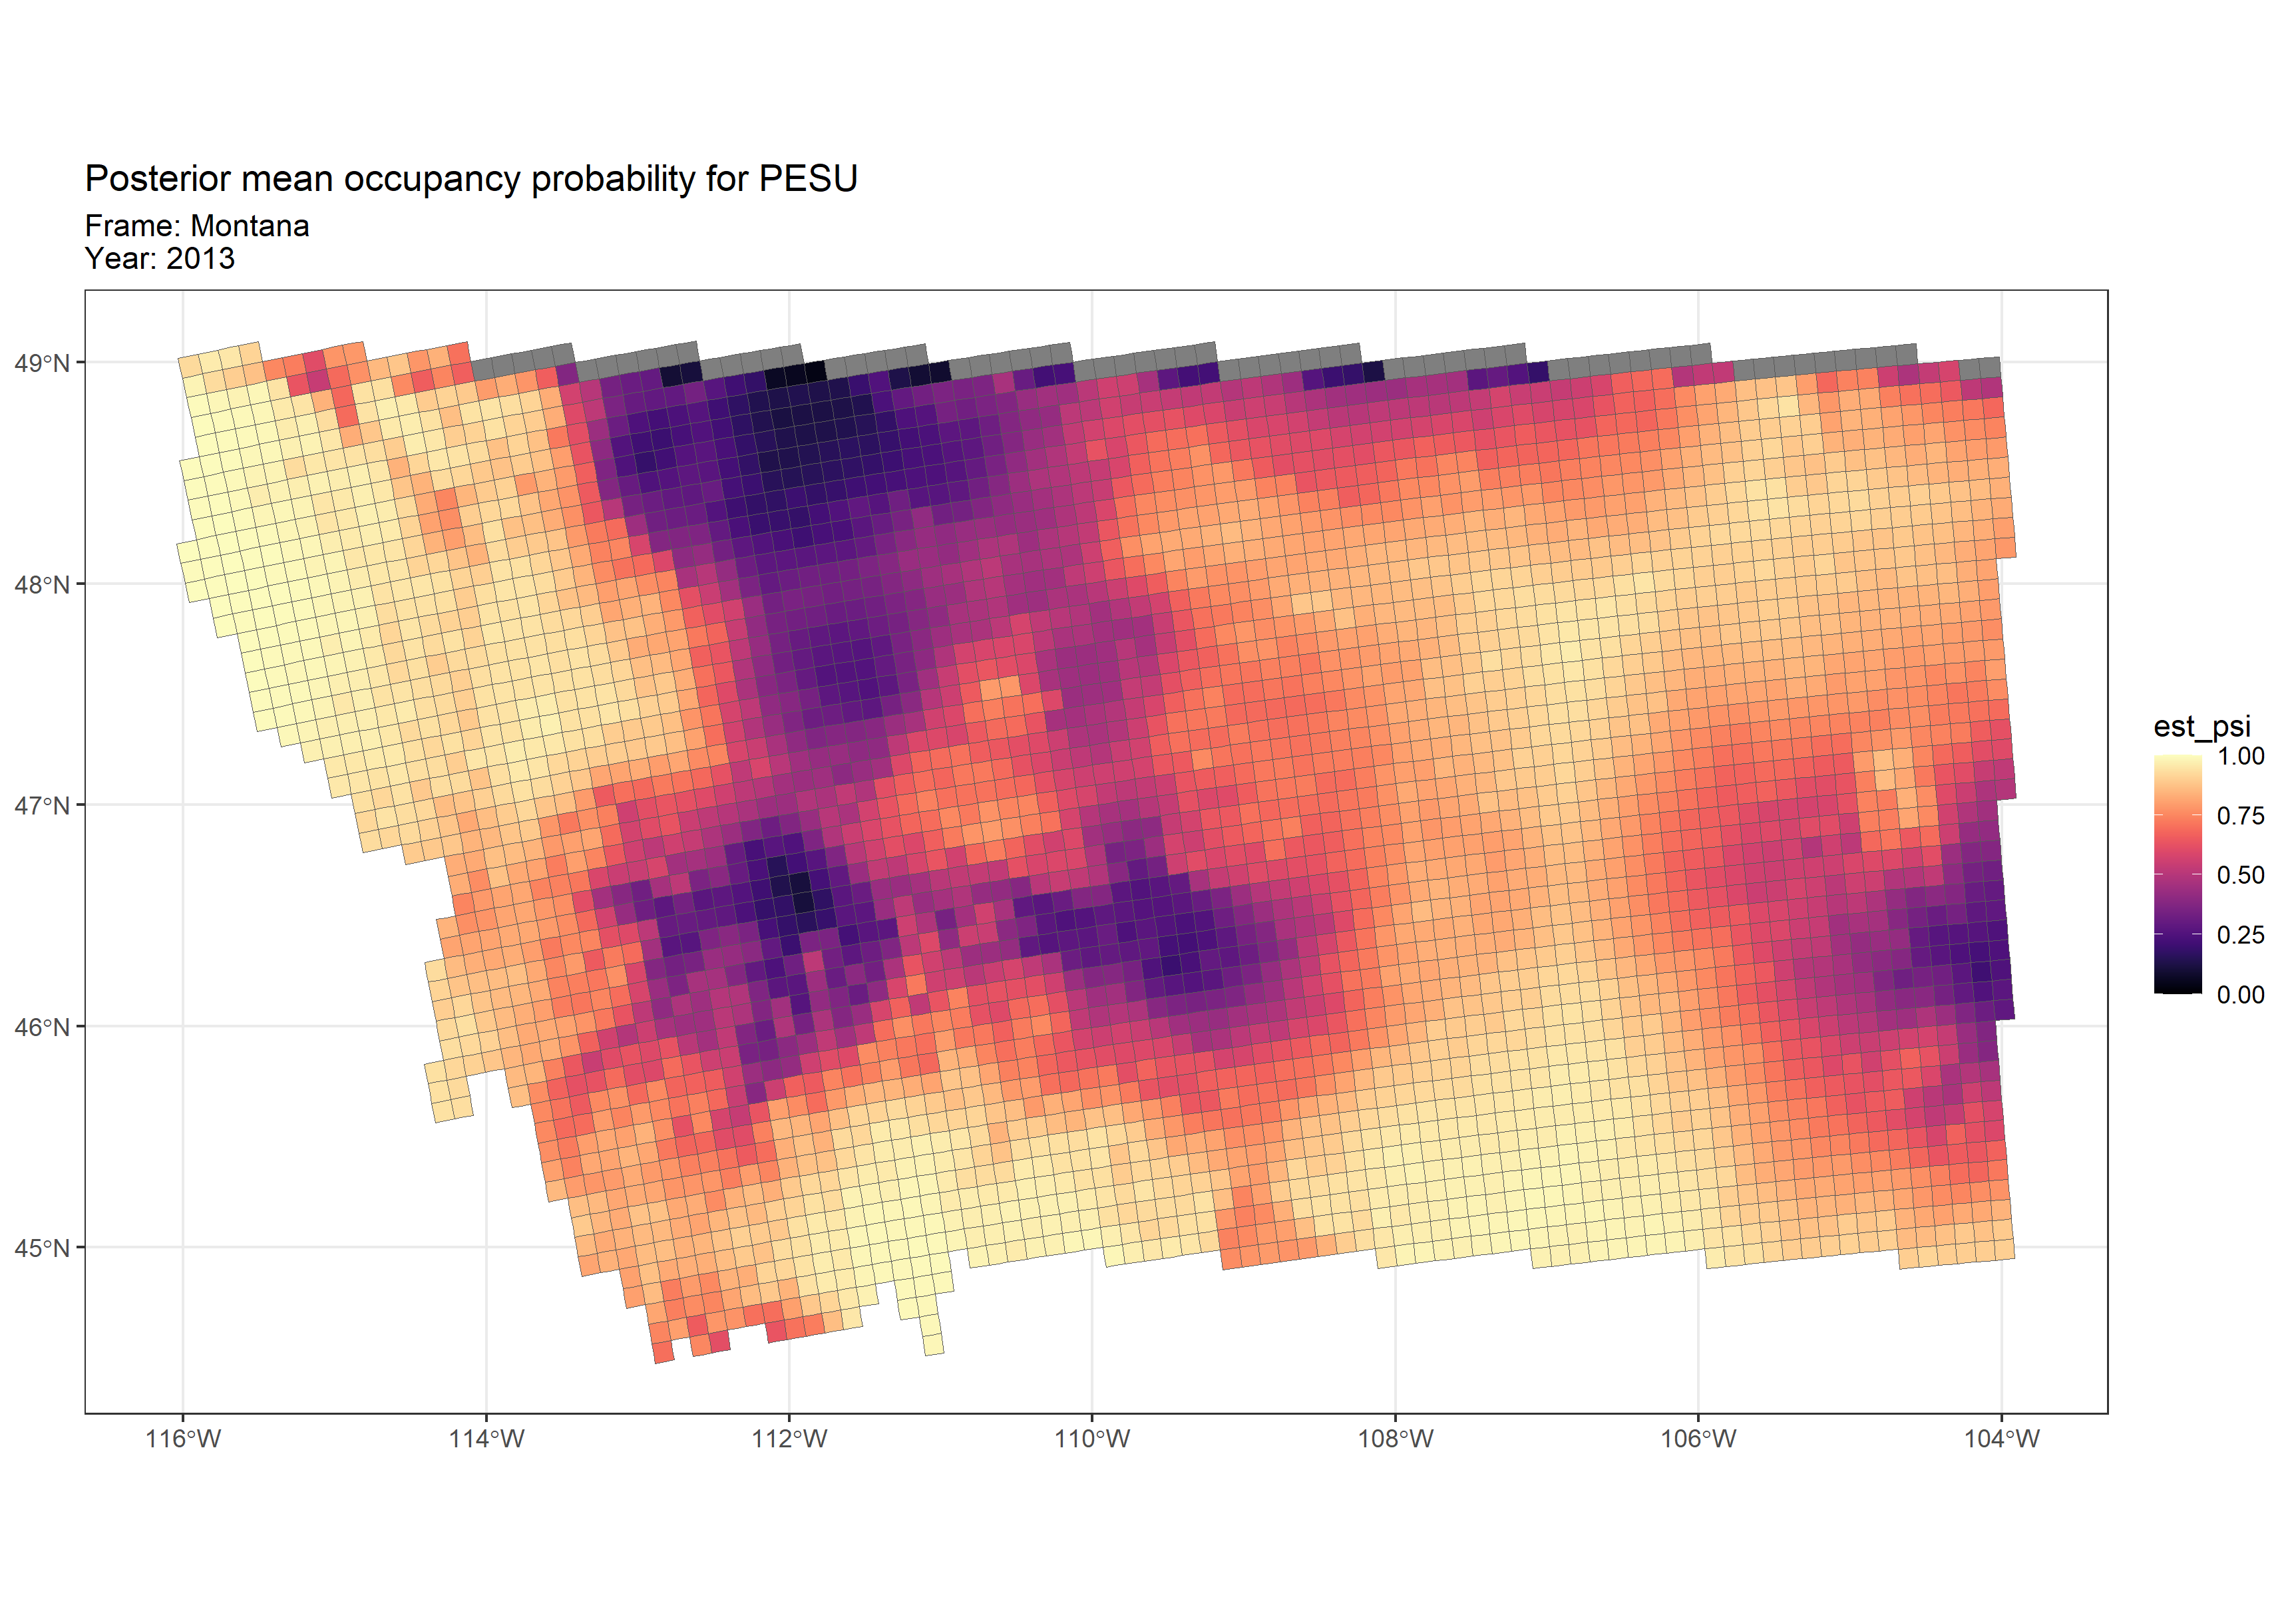 Posterior mean occupancy probability for PESU
Frame: Montana
Year: 2013
49°N
48°N
47°N
46°N
45°N
116°W
114°W
112°W
110°W
108°W
106°W
104°W
est_psi
1.00
0.75
0.50
0.25
0.00